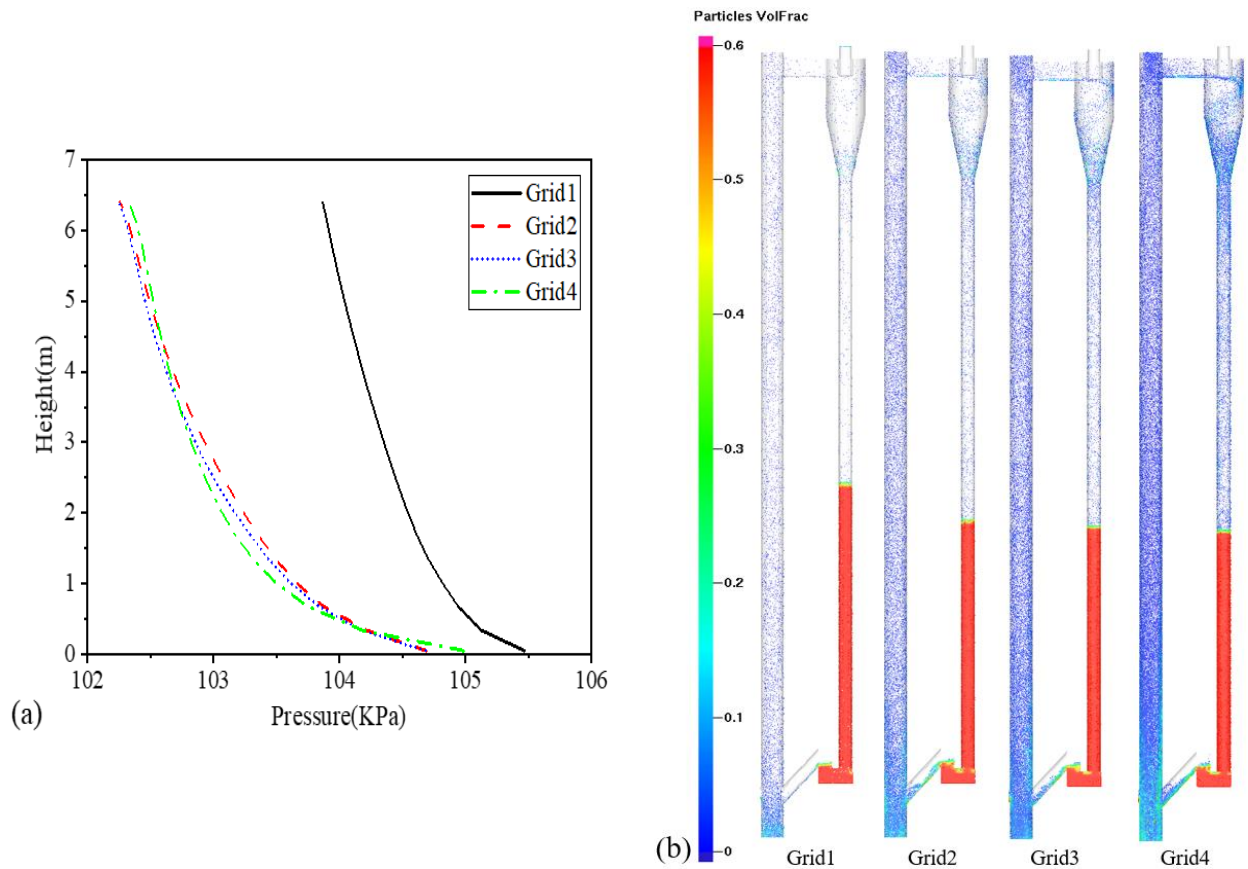 Particles VolFrac
0.6
0.5
0.4
0.3
0.2
0.1
0
Grid1 Grid2 Grid3 Grid4
(b)
7
6
5
4
3
2
1
0
Height(m)
Grid1
Grid2
Grid3
Grid4
102 103 104 105 106
Pressure(KPa)
(a)